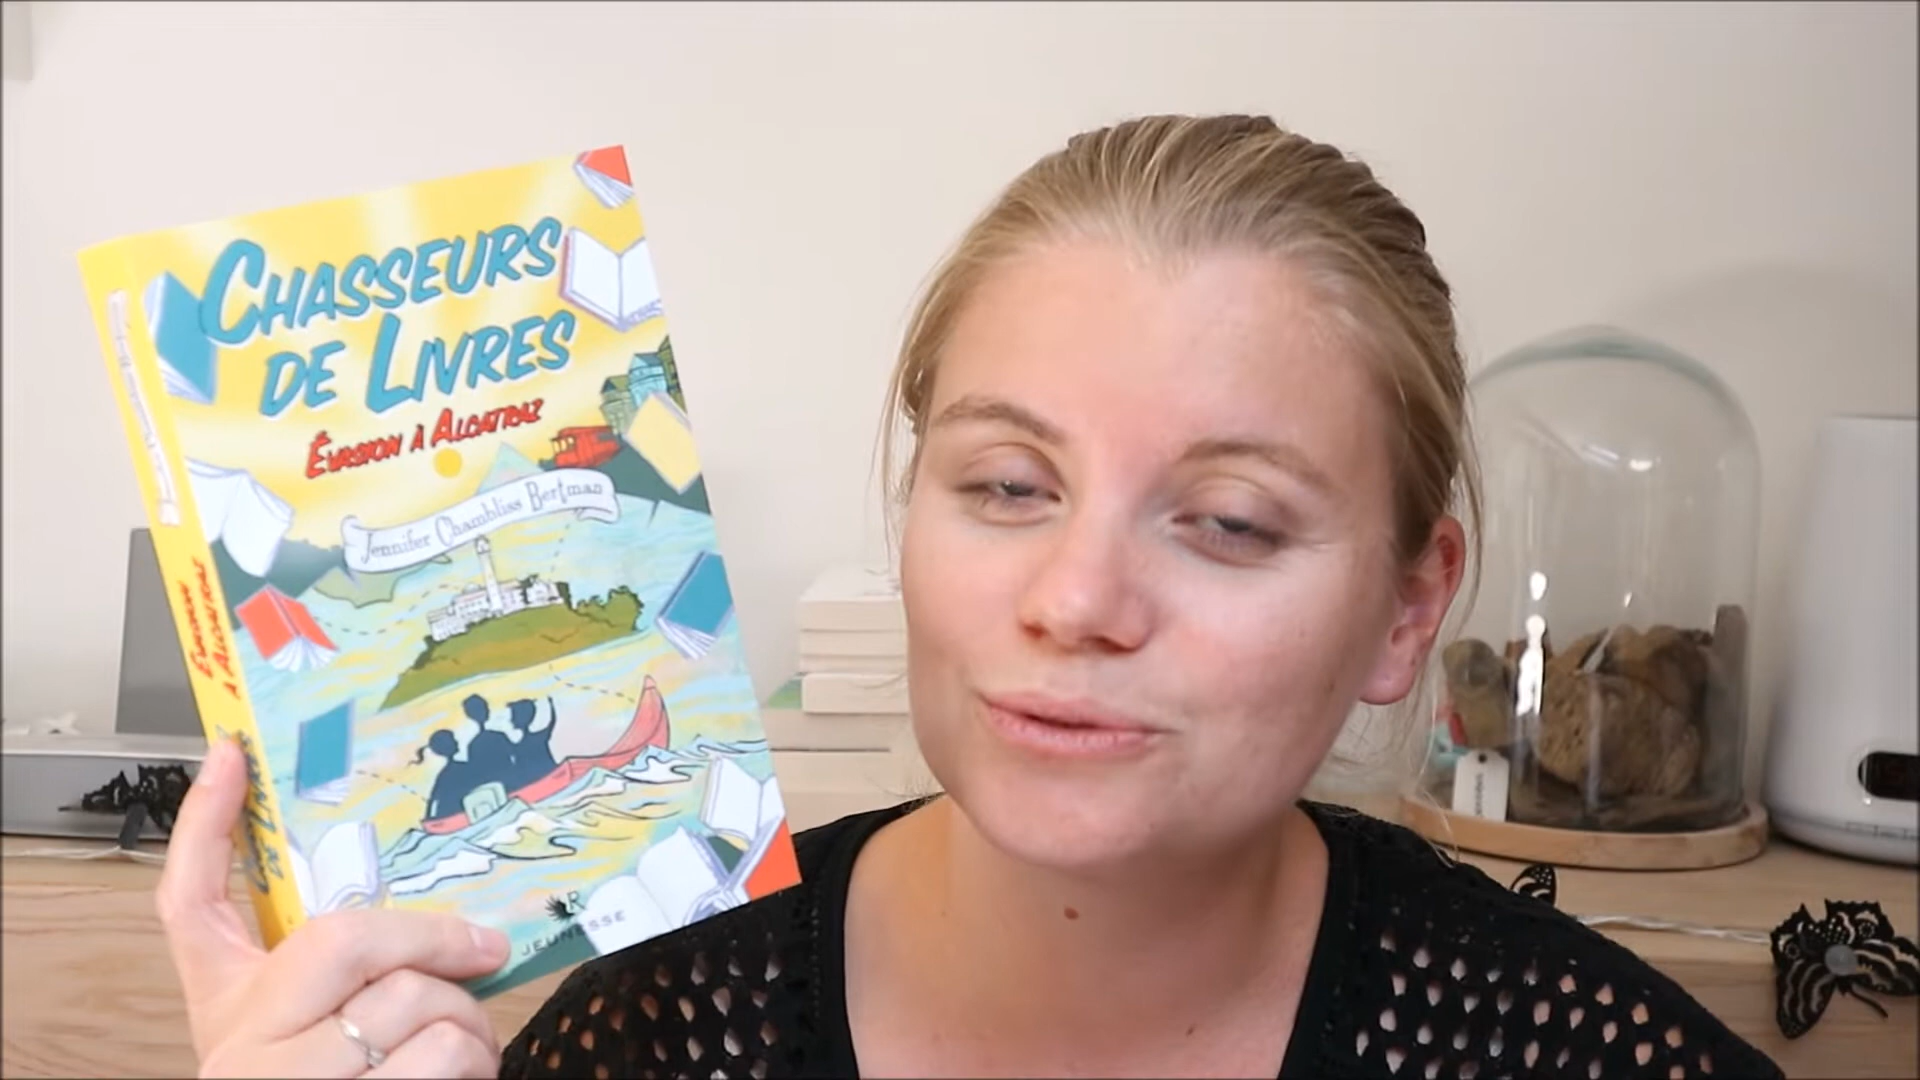 CHASSEURS
DE LIVRES
ÉVASION À ALCATRAZ
Jennifer Chambliss Bertman
R
JEUNESSE
ÉVASION
À ALCATRAZ
DE LIVRES